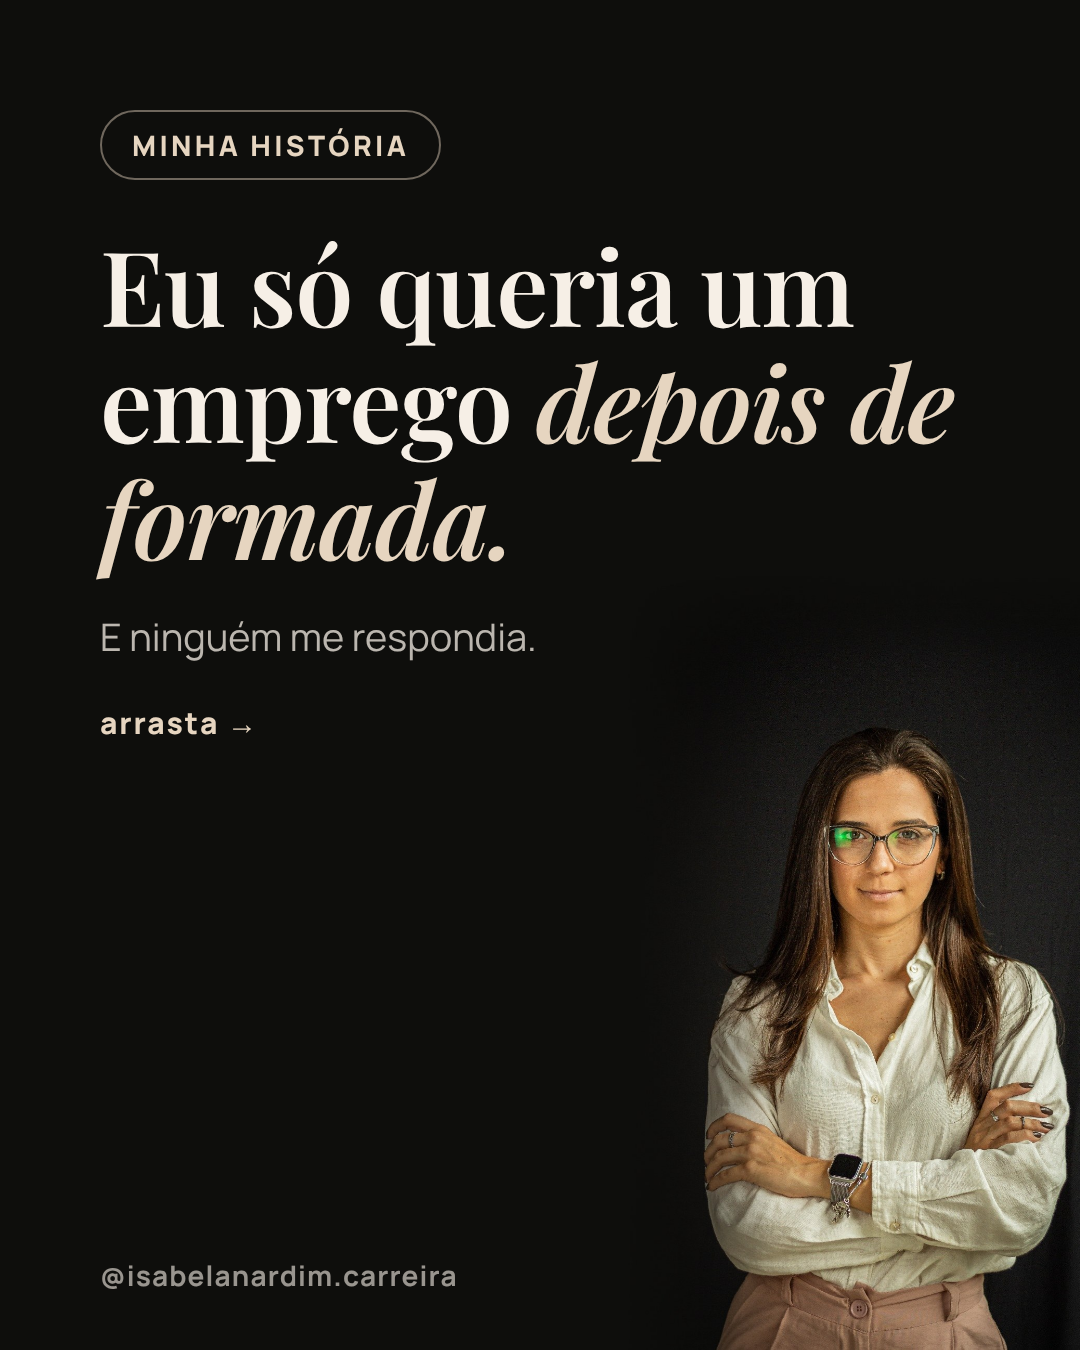 MINHA HISTÓRIA
Eu só queria um
emprego depois de
formada.
E ninguém me respondia.
arrasta →
@isabelanardim.carreira